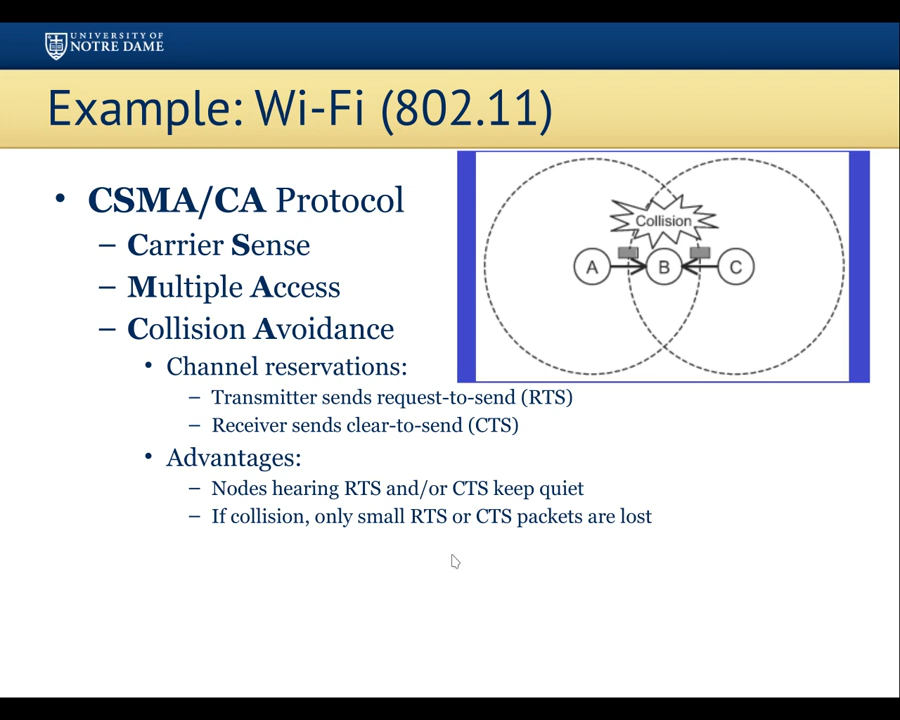 UNIVERSITY OF
NOTRE DAME
Example: Wi-Fi (802.11)
• CSMA/CA Protocol
– Carrier Sense
– Multiple Access
– Collision Avoidance
• Channel reservations:
– Transmitter sends request-to-send (RTS)
– Receiver sends clear-to-send (CTS)
• Advantages:
– Nodes hearing RTS and/or CTS keep quiet
– If collision, only small RTS or CTS packets are lost
Collision
A B C